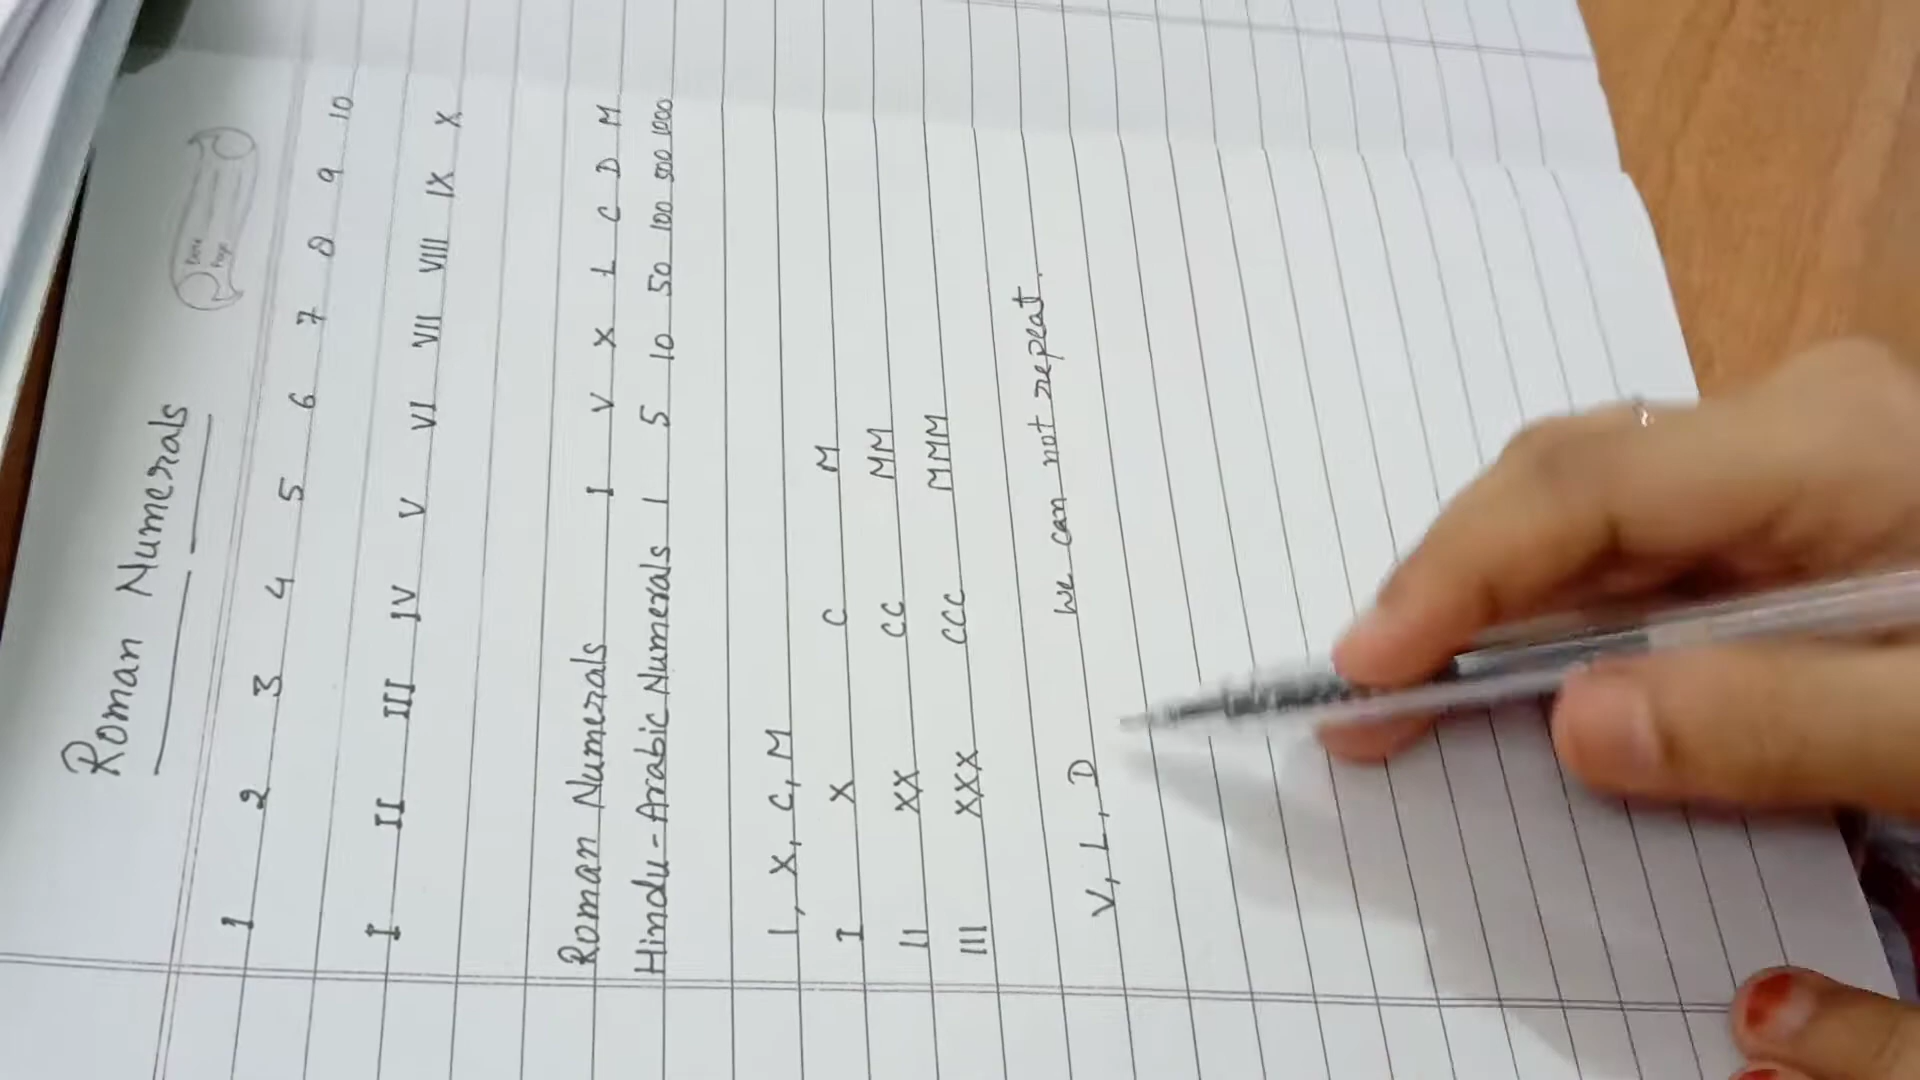 Date
Page
Roman Numerals
1 2 3 4 5 6 7 8 9 10
I II III IV V VI VII VIII IX X
Roman Numerals I V X L C D M
Hindu-Arabic Numerals 1 5 10 50 100 500 1000
I, X, C, M
I X C M
II XX CC MM
III XXX CCC MMM
V, L, D We can not repeat.